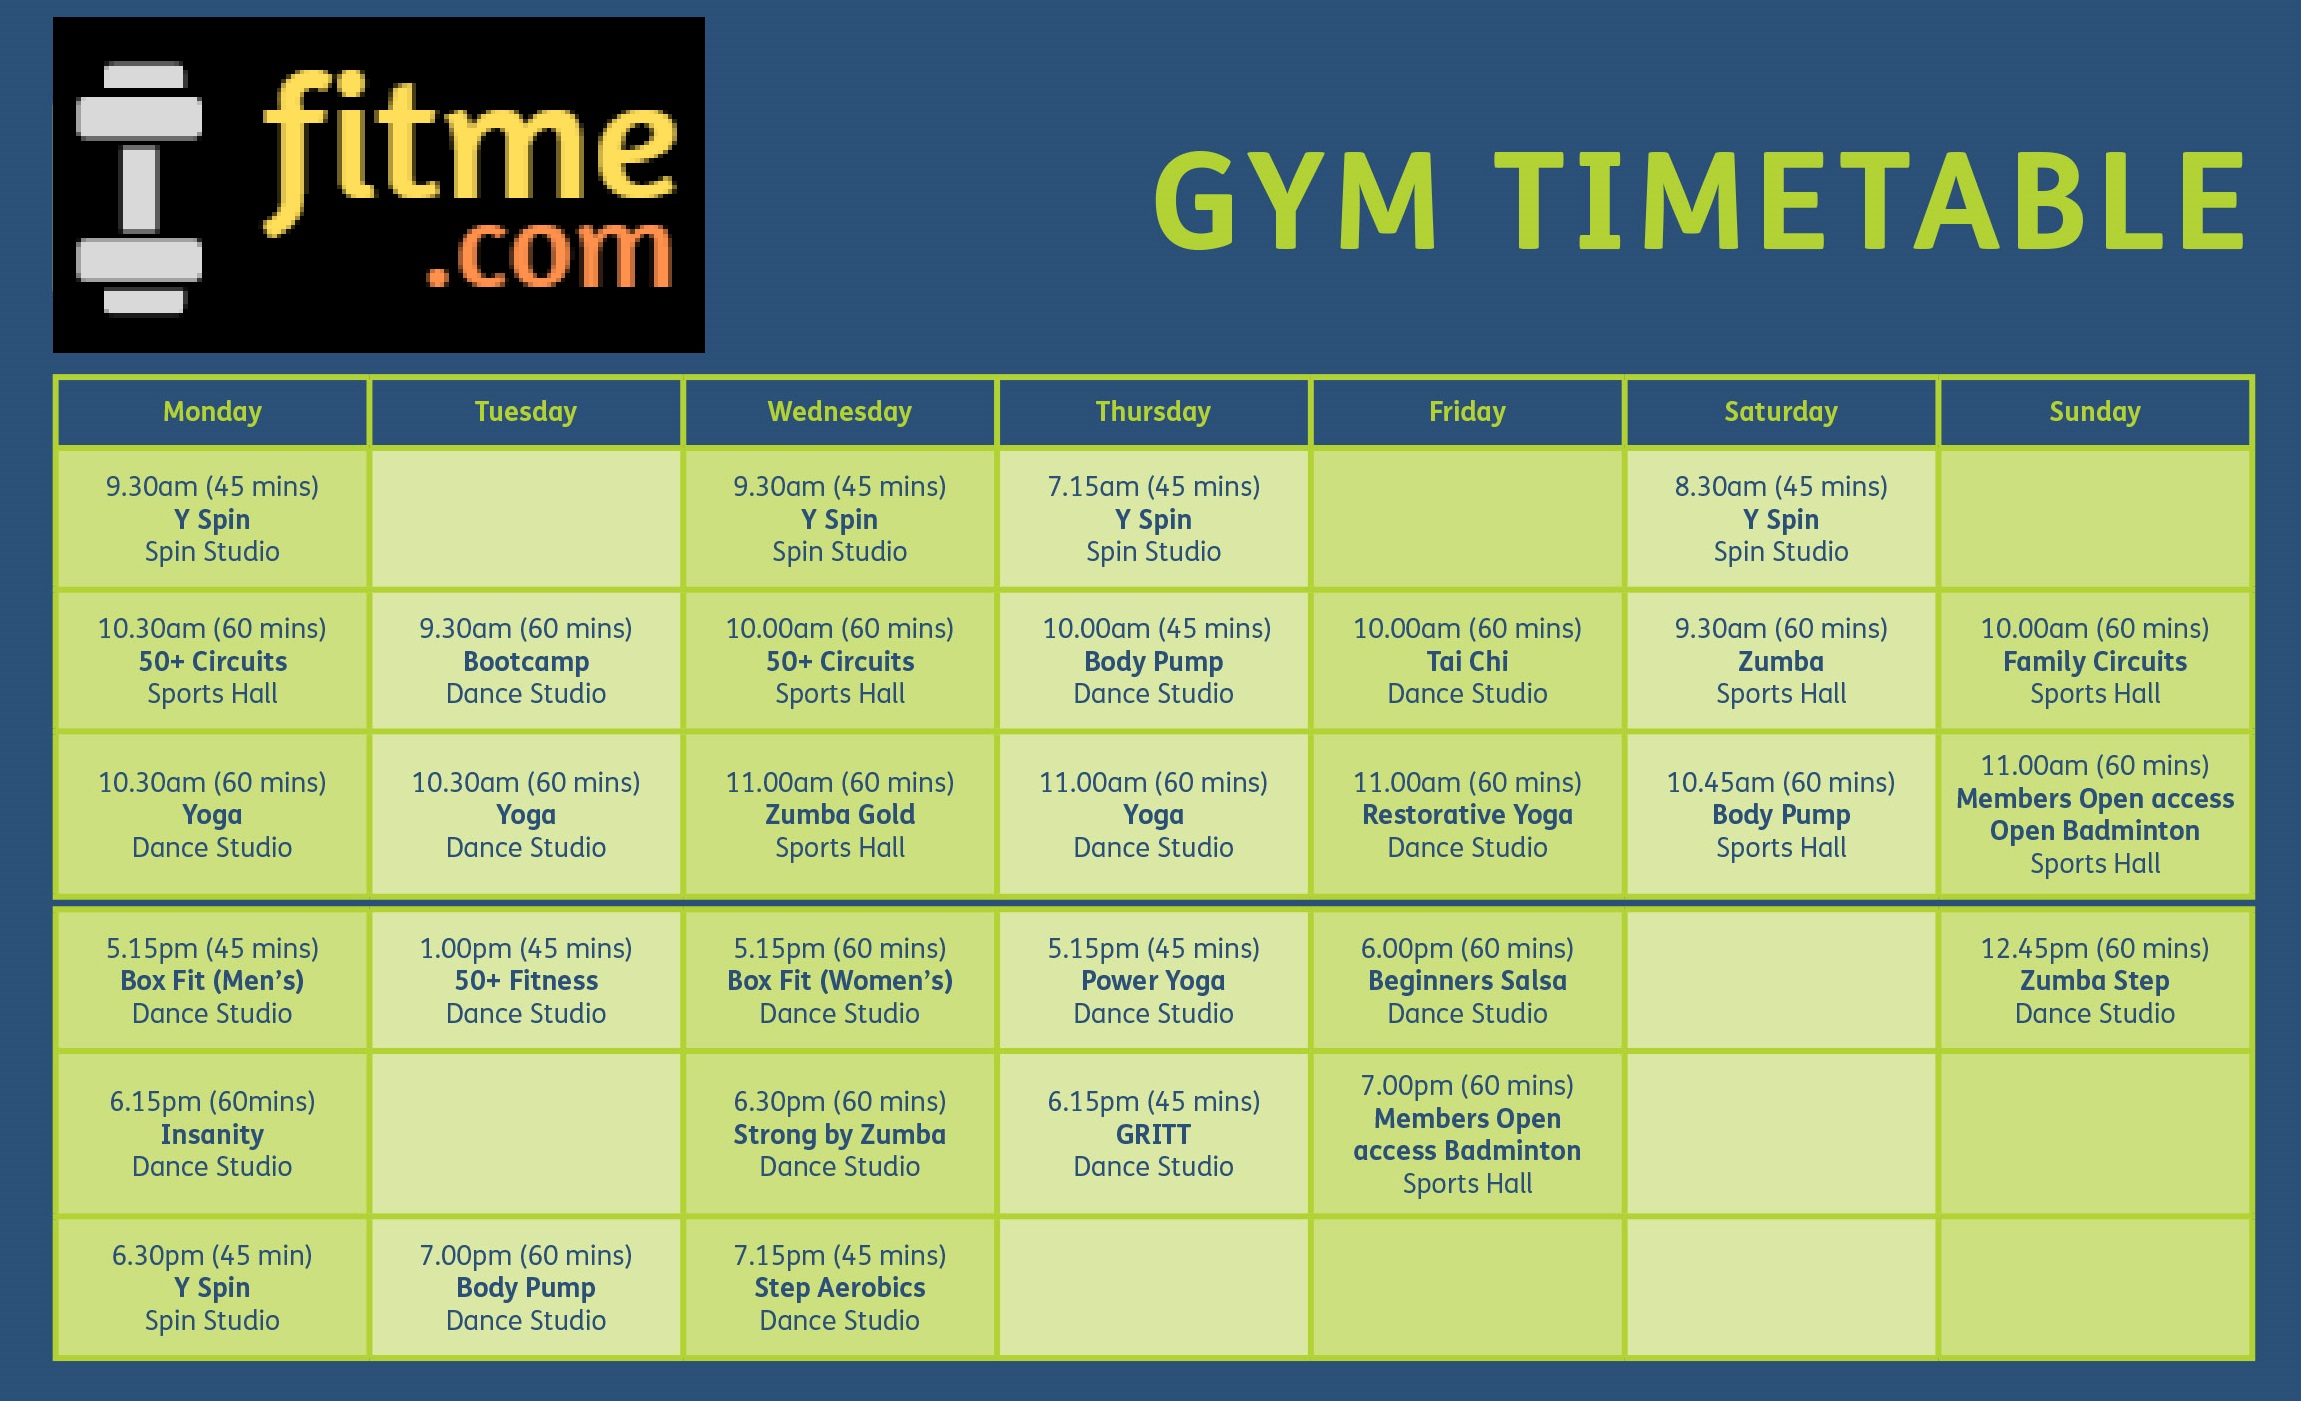 fitme
.com
GYM TIMETABLE
Monday
Tuesday
Wednesday
Thursday
Friday
Saturday
Sunday
9.30am (45 mins)
Y Spin
Spin Studio
9.30am (45 mins)
Y Spin
Spin Studio
7.15am (45 mins)
Y Spin
Spin Studio
8.30am (45 mins)
Y Spin
Spin Studio
10.30am (60 mins)
50+ Circuits
Sports Hall
9.30am (60 mins)
Bootcamp
Dance Studio
10.00am (60 mins)
50+ Circuits
Sports Hall
10.00am (45 mins)
Body Pump
Dance Studio
10.00am (60 mins)
Tai Chi
Dance Studio
9.30am (60 mins)
Zumba
Sports Hall
10.00am (60 mins)
Family Circuits
Sports Hall
10.30am (60 mins)
Yoga
Dance Studio
10.30am (60 mins)
Yoga
Dance Studio
11.00am (60 mins)
Zumba Gold
Sports Hall
11.00am (60 mins)
Yoga
Dance Studio
11.00am (60 mins)
Restorative Yoga
Dance Studio
10.45am (60 mins)
Body Pump
Sports Hall
11.00am (60 mins)
Members Open access
Open Badminton
Sports Hall
5.15pm (45 mins)
Box Fit (Men’s)
Dance Studio
1.00pm (45 mins)
50+ Fitness
Dance Studio
5.15pm (60 mins)
Box Fit (Women’s)
Dance Studio
5.15pm (45 mins)
Power Yoga
Dance Studio
6.00pm (60 mins)
Beginners Salsa
Dance Studio
12.45pm (60 mins)
Zumba Step
Dance Studio
6.15pm (60mins)
Insanity
Dance Studio
6.30pm (60 mins)
Strong by Zumba
Dance Studio
6.15pm (45 mins)
GRITT
Dance Studio
7.00pm (60 mins)
Members Open
access Badminton
Sports Hall
6.30pm (45 min)
Y Spin
Spin Studio
7.00pm (60 mins)
Body Pump
Dance Studio
7.15pm (45 mins)
Step Aerobics
Dance Studio